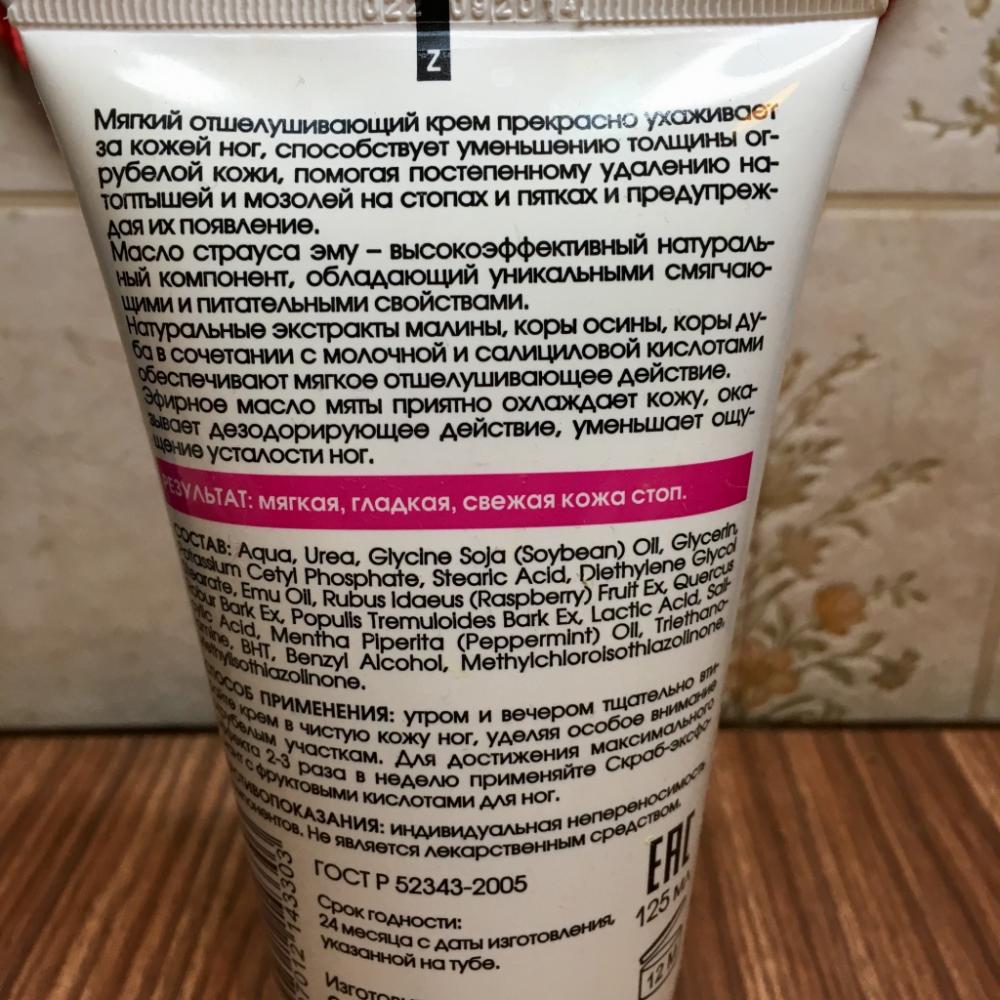 022 092014
Z
Мягкий отшелушивающий крем прекрасно ухаживает
за кожей ног, способствует уменьшению толщины ог-
рубелой кожи, помогая постепенному удалению на-
топтышей и мозолей на стопах и пятках и предупреж-
дая их появление.
Масло страуса эму – высокоэффективный натураль-
ный компонент, обладающий уникальными смягчаю-
щими и питательными свойствами.
Натуральные экстракты малины, коры осины, коры ду-
ба в сочетании с молочной и салициловой кислотами
обеспечивают мягкое отшелушивающее действие.
Эфирное масло мяты приятно охлаждает кожу, ока-
зывает дезодорирующее действие, уменьшает ощу-
щение усталости ног.
РЕЗУЛЬТАТ: мягкая, гладкая, свежая кожа стоп.
СОСТАВ: Aqua, Urea, Glycine Soja (Soybean) Oil, Glycerin,
Potassium Cetyl Phosphate, Stearic Acid, Diethylene Glycol
Stearate, Emu Oil, Rubus Idaeus (Raspberry) Fruit Ex, Quercus
Bark Ex, Populis Tremuloides Bark Ex, Lactic Acid, Sali-
cylic Acid, Mentha Piperita (Peppermint) Oil, Triethano-
mine, BHT, Benzyl Alcohol, Methylchloroisothiazolinone,
Methylisothiazolinone.
СПОСОБ ПРИМЕНЕНИЯ: утром и вечером тщательно вти-
райте крем в чистую кожу ног, уделяя особое внимание
огрубелым участкам. Для достижения максимального
эффекта 2-3 раза в неделю применяйте Скраб-эксфо-
с фруктовыми кислотами для ног.
ПРОТИВОПОКАЗАНИЯ: индивидуальная непереносимость
компонентов. Не является лекарственным средством.
ГОСТ Р 52343-2005
EAC
125 мл
Срок годности:
24 месяца с даты изготовления,
указанной на тубе.
12 M
7012 143303